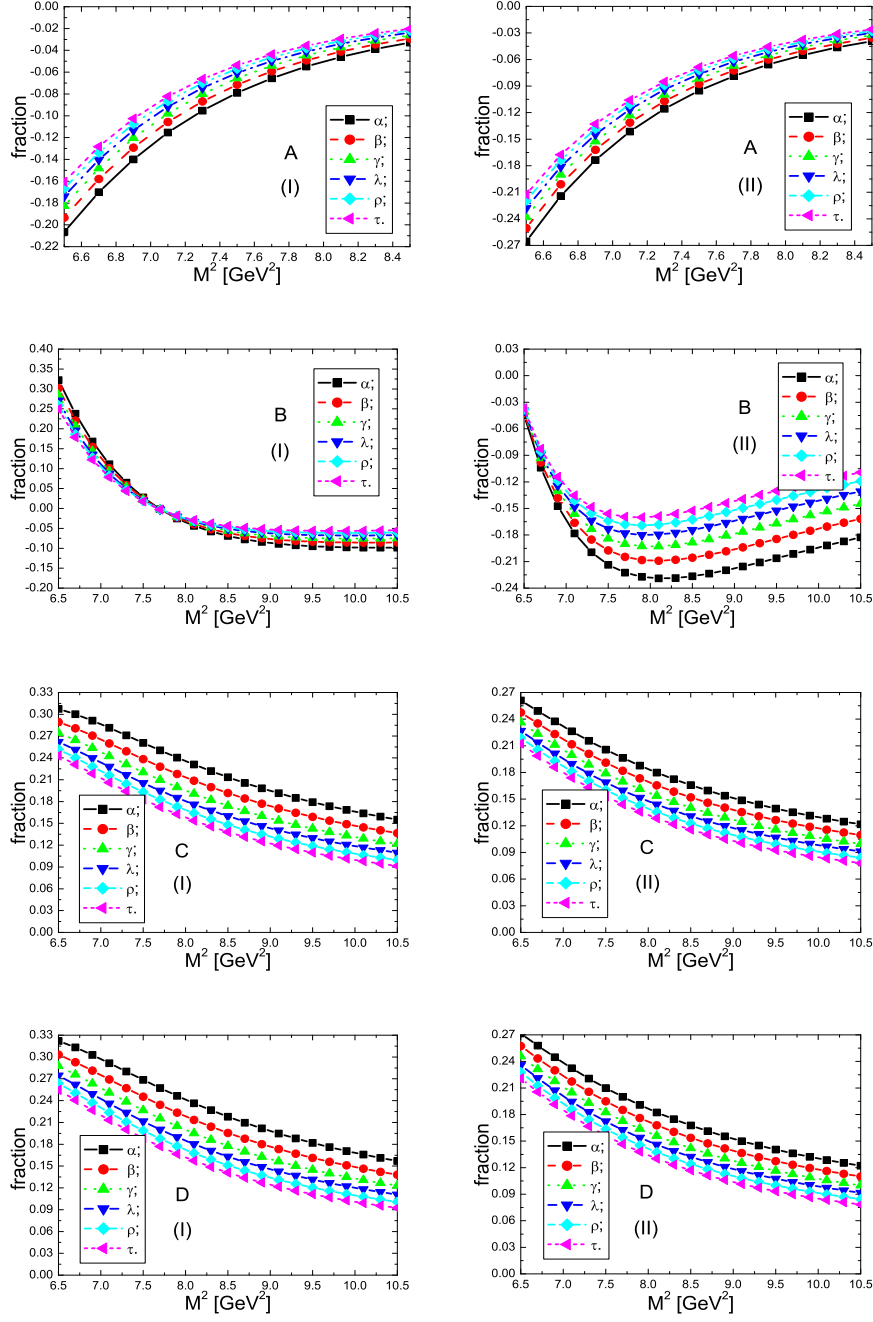 0.00
-0.02
-0.04
-0.06
-0.08
-0.10
-0.12
-0.14
-0.16
-0.18
-0.20
-0.22
fraction
α;
β;
γ;
λ;
ρ;
τ.
A
(I)
6.6 6.8 7.0 7.2 7.4 7.6 7.8 8.0 8.2 8.4
M² [GeV²]
0.00
-0.03
-0.06
-0.09
-0.12
-0.15
-0.18
-0.21
-0.24
-0.27
fraction
α;
β;
γ;
λ;
ρ;
τ.
A
(II)
6.6 6.8 7.0 7.2 7.4 7.6 7.8 8.0 8.2 8.4
M² [GeV²]
0.40
0.35
0.30
0.25
0.20
0.15
0.10
0.05
0.00
-0.05
-0.10
-0.15
-0.20
fraction
α;
β;
γ;
λ;
ρ;
τ.
B
(I)
6.5 7.0 7.5 8.0 8.5 9.0 9.5 10.0 10.5
M² [GeV²]
0.03
0.00
-0.03
-0.06
-0.09
-0.12
-0.15
-0.18
-0.21
-0.24
fraction
α;
β;
γ;
λ;
ρ;
τ.
B
(II)
6.5 7.0 7.5 8.0 8.5 9.0 9.5 10.0 10.5
M² [GeV²]
0.33
0.30
0.27
0.24
0.21
0.18
0.15
0.12
0.09
0.06
0.03
0.00
fraction
α;
β;
γ;
λ;
ρ;
τ.
C
(I)
6.5 7.0 7.5 8.0 8.5 9.0 9.5 10.0 10.5
M² [GeV²]
0.27
0.24
0.21
0.18
0.15
0.12
0.09
0.06
0.03
0.00
fraction
α;
β;
γ;
λ;
ρ;
τ.
C
(II)
6.5 7.0 7.5 8.0 8.5 9.0 9.5 10.0 10.5
M² [GeV²]
0.33
0.30
0.27
0.24
0.21
0.18
0.15
0.12
0.09
0.06
0.03
0.00
fraction
α;
β;
γ;
λ;
ρ;
τ.
D
(I)
6.5 7.0 7.5 8.0 8.5 9.0 9.5 10.0 10.5
M² [GeV²]
0.27
0.24
0.21
0.18
0.15
0.12
0.09
0.06
0.03
0.00
fraction
α;
β;
γ;
λ;
ρ;
τ.
D
(II)
6.5 7.0 7.5 8.0 8.5 9.0 9.5 10.0 10.5
M² [GeV²]